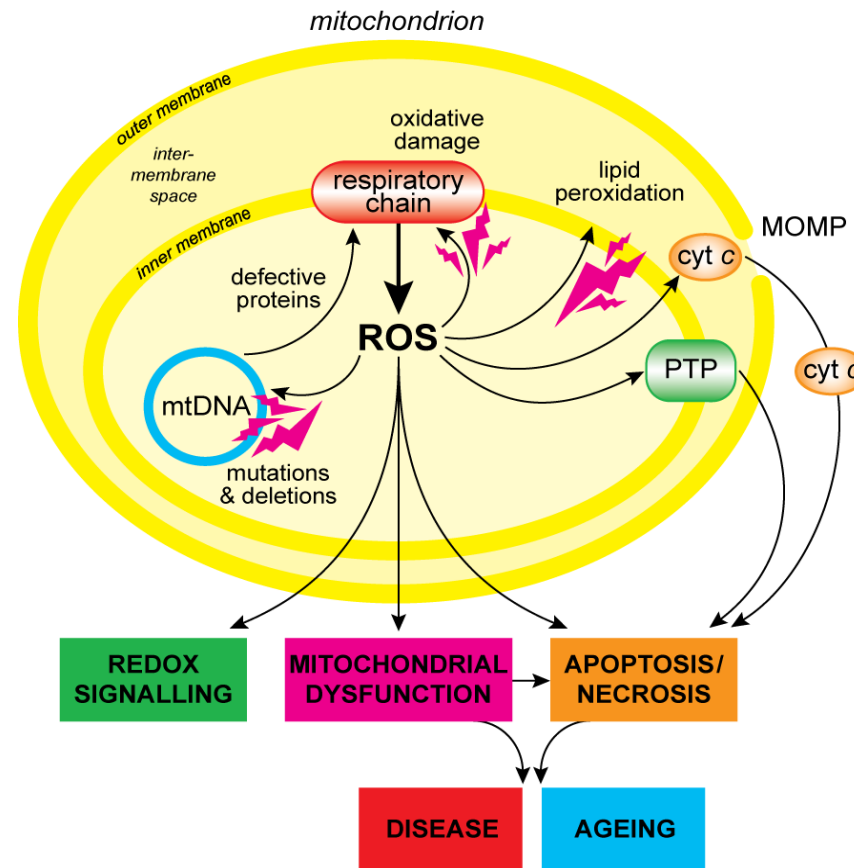 mitochondrion
outer membrane
inter-
membrane
space
inner membrane
oxidative
damage
respiratory
chain
lipid
peroxidation
MOMP
cyt c
cyt c
defective
proteins
ROS
PTP
mtDNA
mutations
& deletions
REDOX
SIGNALLING
MITOCHONDRIAL
DYSFUNCTION
APOPTOSIS/
NECROSIS
DISEASE
AGEING